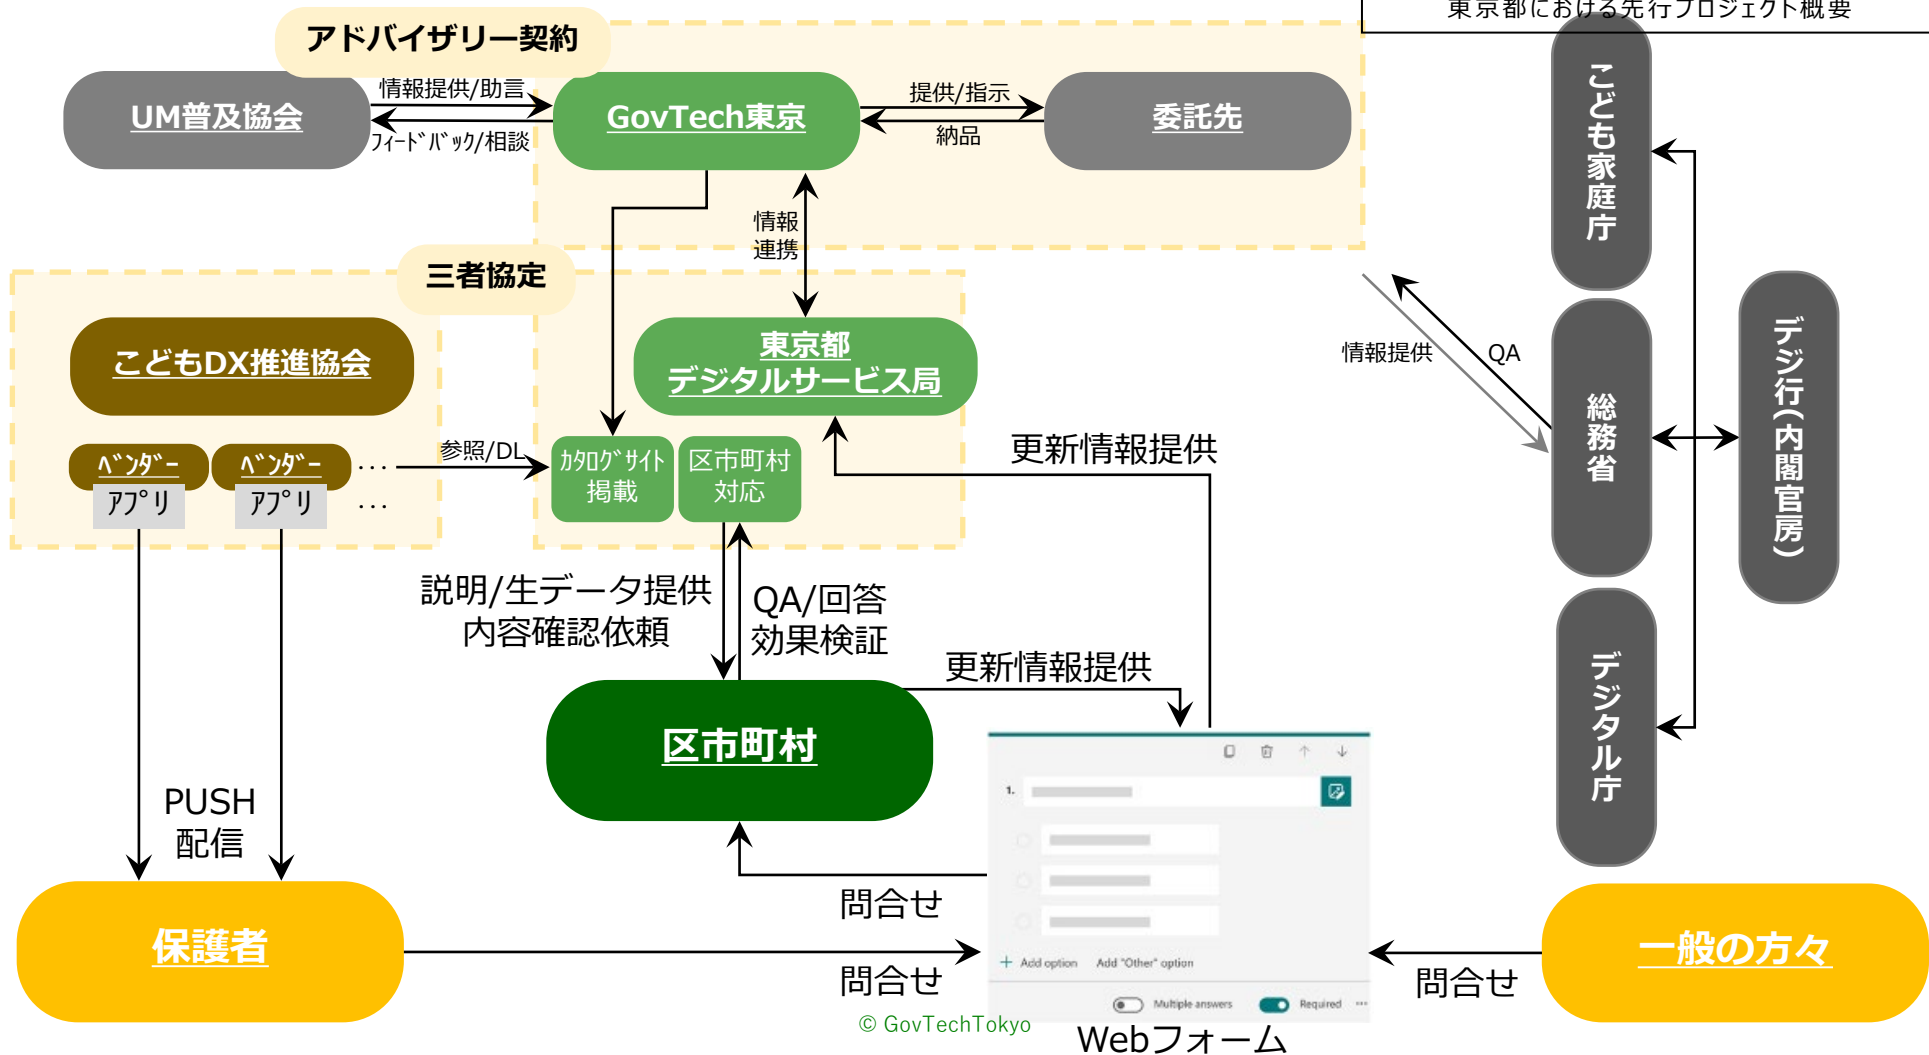 東京都における先行プロジェクト概要
アドバイザリー契約
UM普及協会
情報提供/助言
ﾌｨｰﾄﾞﾊﾞｯｸ/相談
GovTech東京
提供/指示
納品
委託先
情報
連携
三者協定
こどもDX推進協会
ﾍﾞﾝﾀﾞｰ
ｱﾌﾟﾘ
ﾍﾞﾝﾀﾞｰ
ｱﾌﾟﾘ
…
…
参照/DL
東京都
デジタルサービス局
ｶﾀﾛｸﾞｻｲﾄ
掲載
区市町村
対応
更新情報提供
情報提供
QA
こども家庭庁
総務省
デジタル庁
デジ行(内閣官房)
説明/生データ提供
内容確認依頼
QA/回答
効果検証
更新情報提供
区市町村
PUSH
配信
保護者
問合せ
問合せ
1.
+ Add option
Add "Other" option
Multiple answers
Required
…
Webフォーム
問合せ
一般の方々
© GovTechTokyo